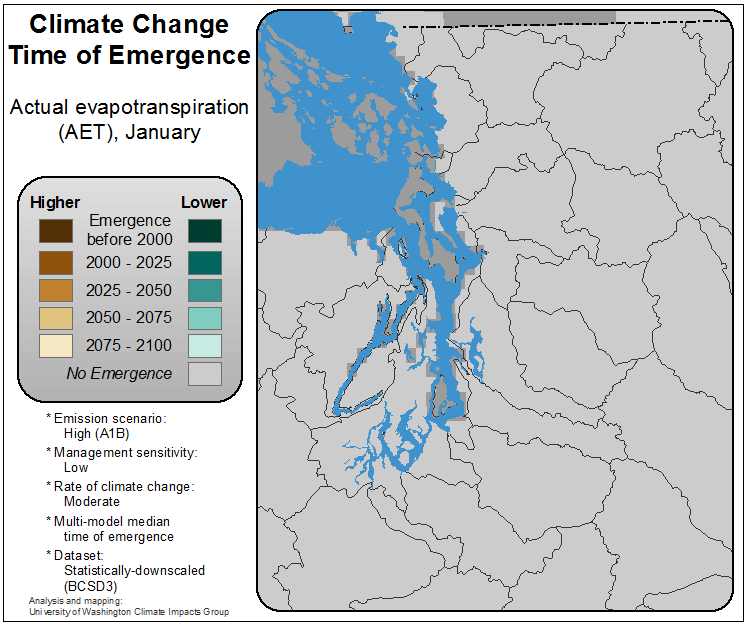 Climate Change
Time of Emergence
Actual evapotranspiration
(AET), January
Higher Lower
Emergence
before 2000
2000 - 2025
2025 - 2050
2050 - 2075
2075 - 2100
No Emergence
* Emission scenario:
High (A1B)
* Management sensitivity:
Low
* Rate of climate change:
Moderate
* Multi-model median
time of emergence
* Dataset:
Statistically-downscaled
(BCSD3)
Analysis and mapping:
University of Washington Climate Impacts Group